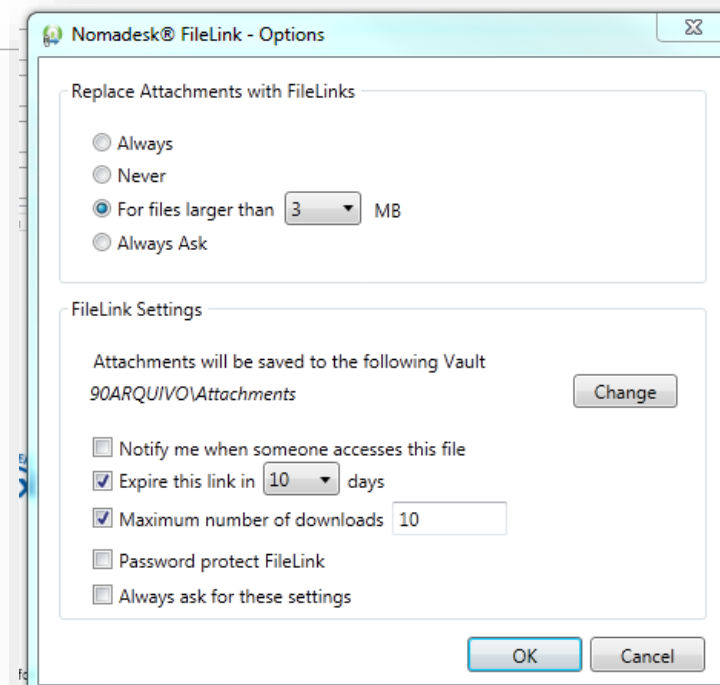 Nomadesk® FileLink - Options
Replace Attachments with FileLinks
Always
Never
For files larger than 3 MB
Always Ask
FileLink Settings
Attachments will be saved to the following Vault
90ARQUIVO\Attachments
Change
Notify me when someone accesses this file
Expire this link in 10 days
Maximum number of downloads 10
Password protect FileLink
Always ask for these settings
OK Cancel